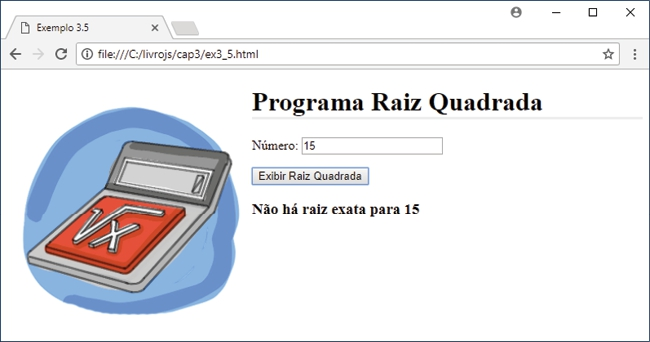 Exemplo 3.5
file:///C:/livrojs/cap3/ex3_5.html
Programa Raiz Quadrada
Número: 15
Exibir Raiz Quadrada
Não há raiz exata para 15
0
√x